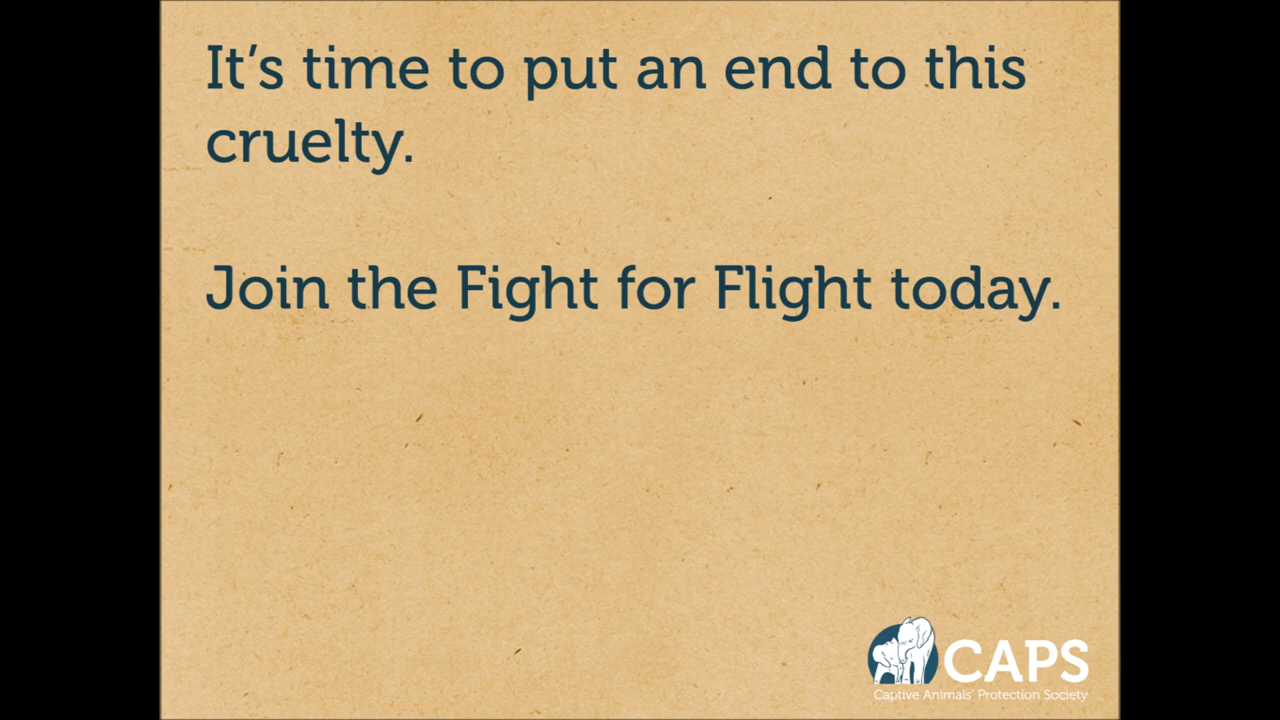 It’s time to put an end to this
cruelty.
Join the Fight for Flight today.
CAPS
Captive Animals’ Protection Society